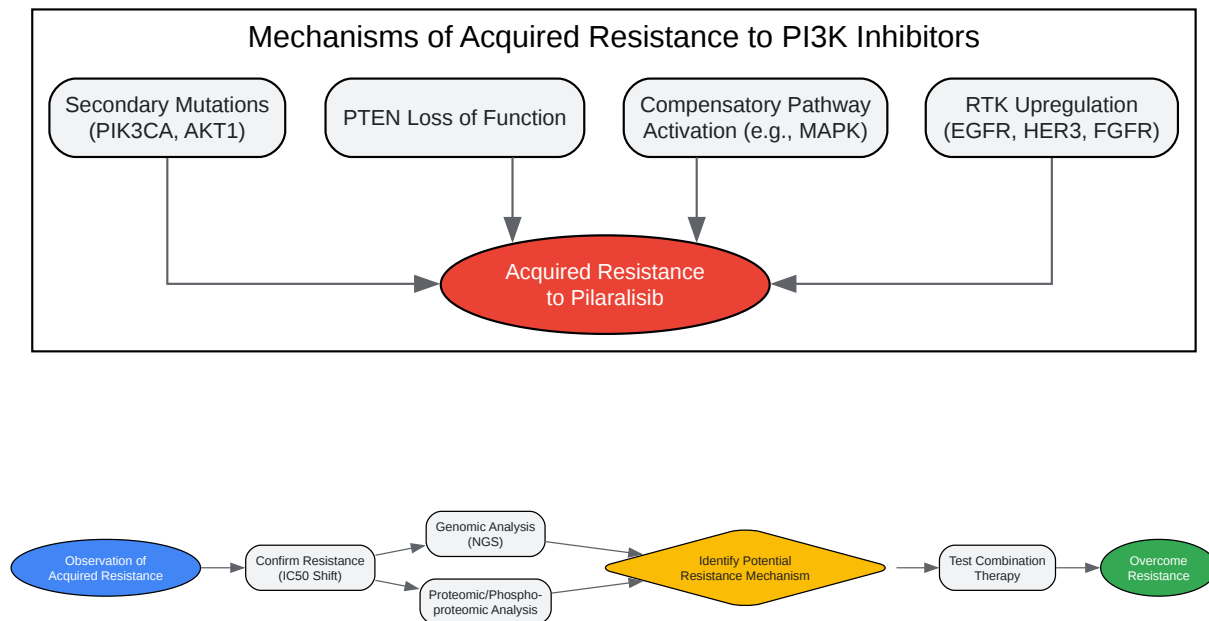 Mechanisms of Acquired Resistance to PI3K Inhibitors
Secondary Mutations
(PIK3CA, AKT1)
PTEN Loss of Function
Compensatory Pathway
Activation (e.g., MAPK)
RTK Upregulation
(EGFR, HER3, FGFR)
Acquired Resistance
to Pilaralisib
Observation of
Acquired Resistance
Confirm Resistance
(IC50 Shift)
Genomic Analysis
(NGS)
Proteomic/Phospho-
proteomic Analysis
Identify Potential
Resistance Mechanism
Test Combination
Therapy
Overcome
Resistance